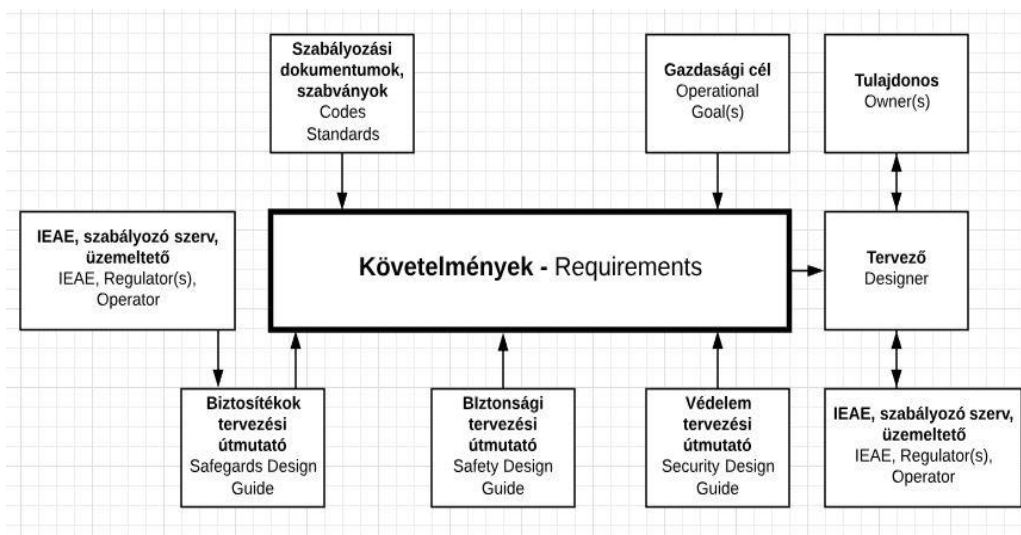 Szabályozási
dokumentumok,
szabványok
Codes
Standards
Gazdasági cél
Operational
Goal(s)
Tulajdonos
Owner(s)
IEAE, szabályozó szerv,
üzemeltető
IEAE, Regulator(s),
Operator
Követelmények - Requirements
Tervező
Designer
Biztosítékok
tervezési
útmutató
Safegards Design
Guide
BIztonsági
tervezési
útmutató
Safety Design
Guide
Védelem
tervezési
útmutató
Security Design
Guide
IEAE, szabályozó szerv,
üzemeltető
IEAE, Regulator(s),
Operator